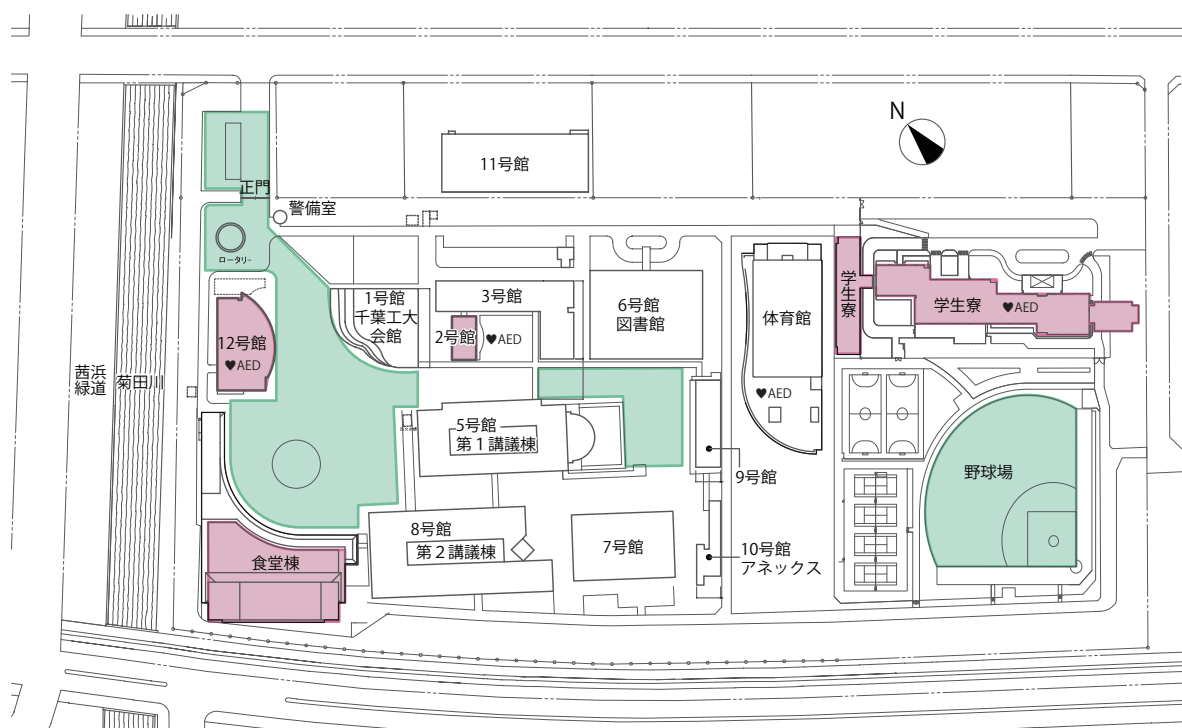 N
11号館
正門
警備室
ロータリー
1号館
千葉工大
会館
3号館
2号館
♥AED
6号館
図書館
体育館
♥AED
学生寮
学生寮
♥AED
12号館
♥AED
茜浜
緑道
菊田川
5号館
第1講議棟
9号館
野球場
8号館
第2講議棟
7号館
10号館
アネックス
食堂棟